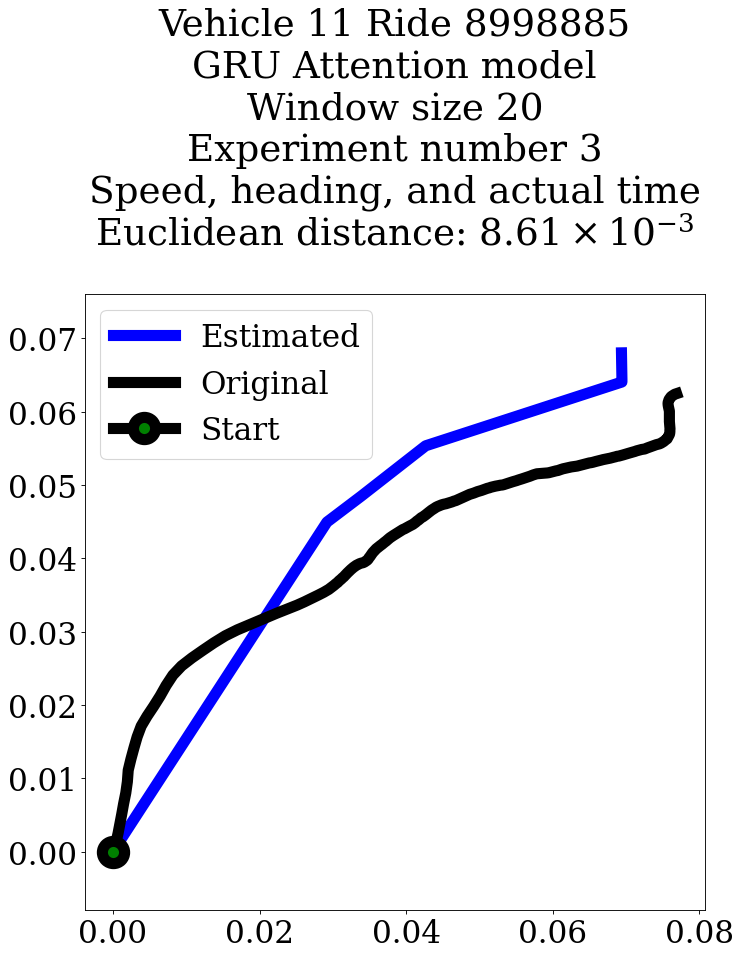 Vehicle 11 Ride 8998885
GRU Attention model
Window size 20
Experiment number 3
Speed, heading, and actual time
Euclidean distance: 8.61 × 10⁻³
Estimated
Original
Start
0.07
0.06
0.05
0.04
0.03
0.02
0.01
0.00
0.00 0.02 0.04 0.06 0.08